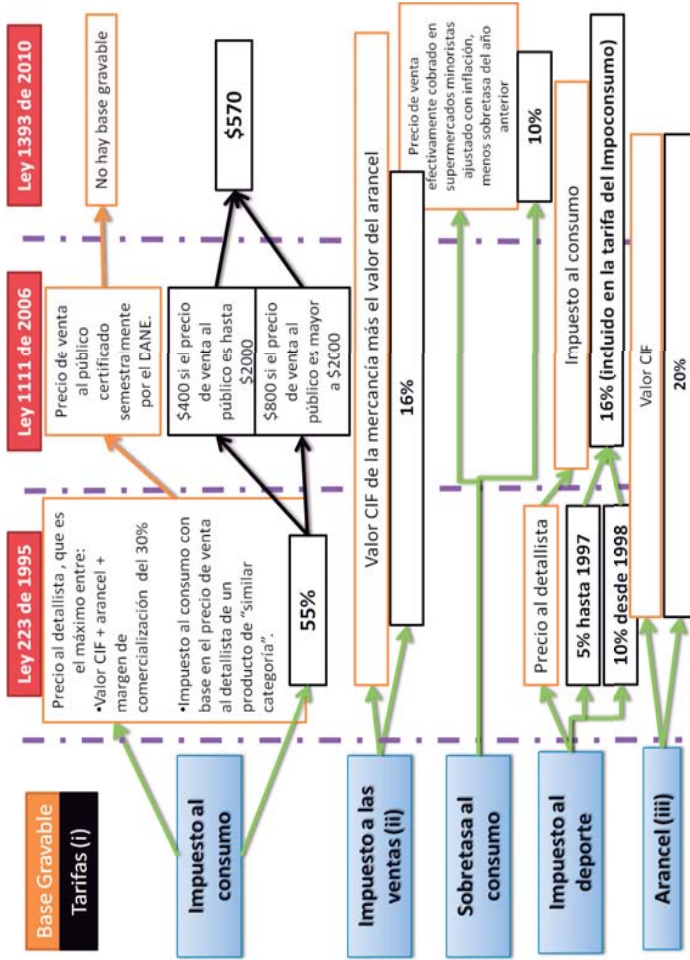 Base Gravable
Tarifas (i)
Ley 223 de 1995
Ley 1111 de 2006
Ley 1393 de 2010
Impuesto al
consumo
Precio al detallista , que es
el máximo entre:
•Valor CIF + arancel +
margen de
comercialización del 30%
•Impuesto al consumo con
base en el precio de venta
al detallista de un
producto de "similar
categoría".
55%
Precio de venta
al público
certificado
semestramente
por el DANE.
$400 si el precio
de venta al
público es hasta
$2000
$800 si el precio
de venta al
público es mayor
a $2000
No hay base gravable
$570
Impuesto a las
ventas (ii)
Valor CIF de la mercancía más el valor del arancel
16%
Sobretasa al
consumo
Precio de venta
efectivamente cobrado en
supermercados minoristas
ajustado con inflación,
menos sobretasa del año
anterior
10%
Impuesto al
deporte
Precio al detallista
5% hasta 1997
10% desde 1998
Impuesto al consumo
16% (incluido en la tarifa del Impoconsumo)
Arancel (iii)
Valor CIF
20%